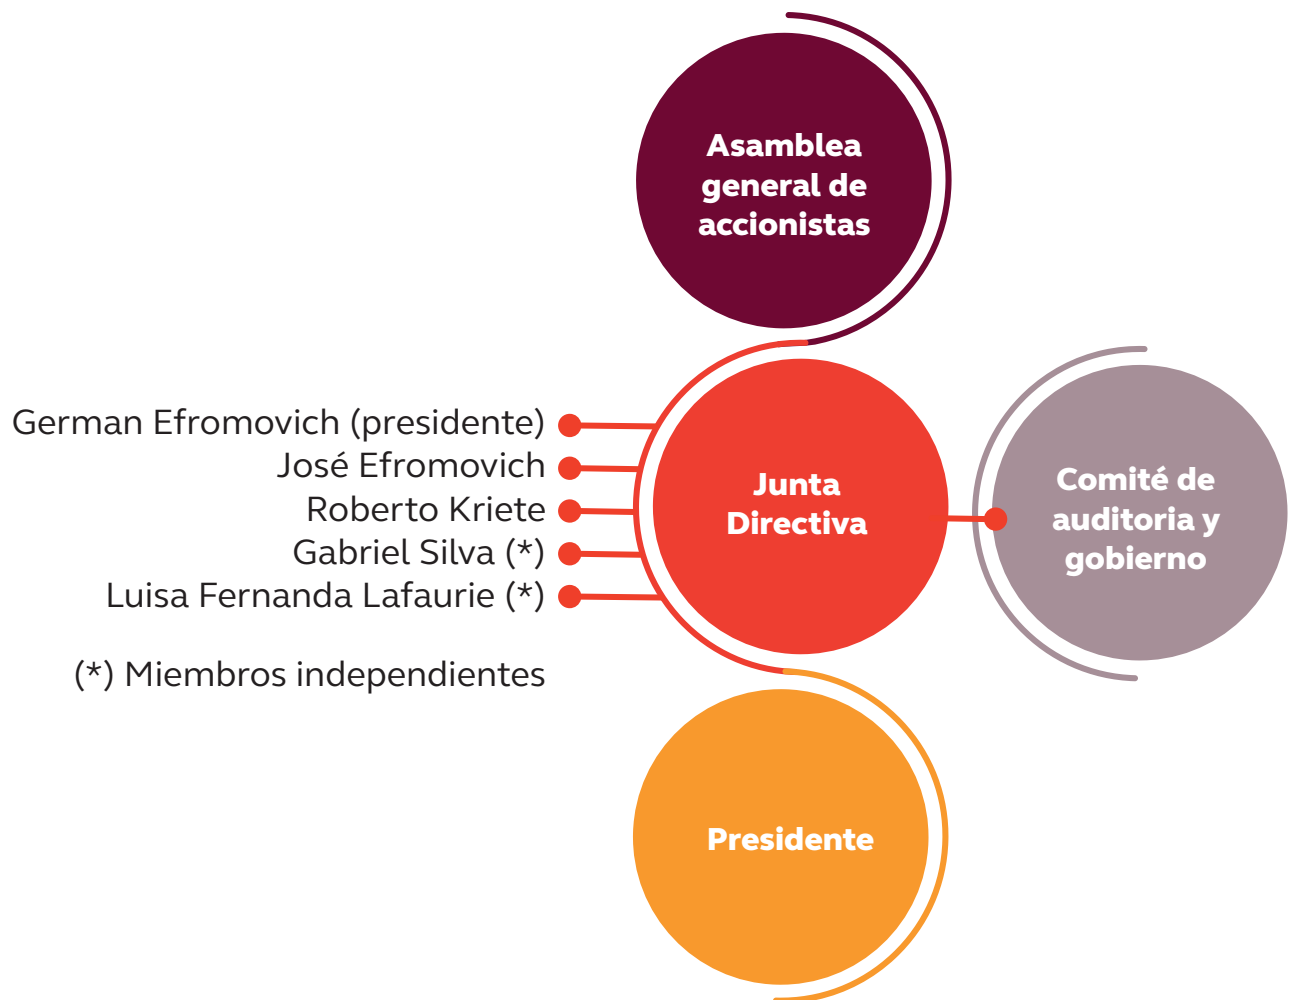 Asamblea
general de
accionistas
German Efromovich (presidente)
José Efromovich
Roberto Kriete
Gabriel Silva (*)
Luisa Fernanda Lafaurie (*)
(*) Miembros independientes
Junta
Directiva
Comité de
auditoria y
gobierno
Presidente